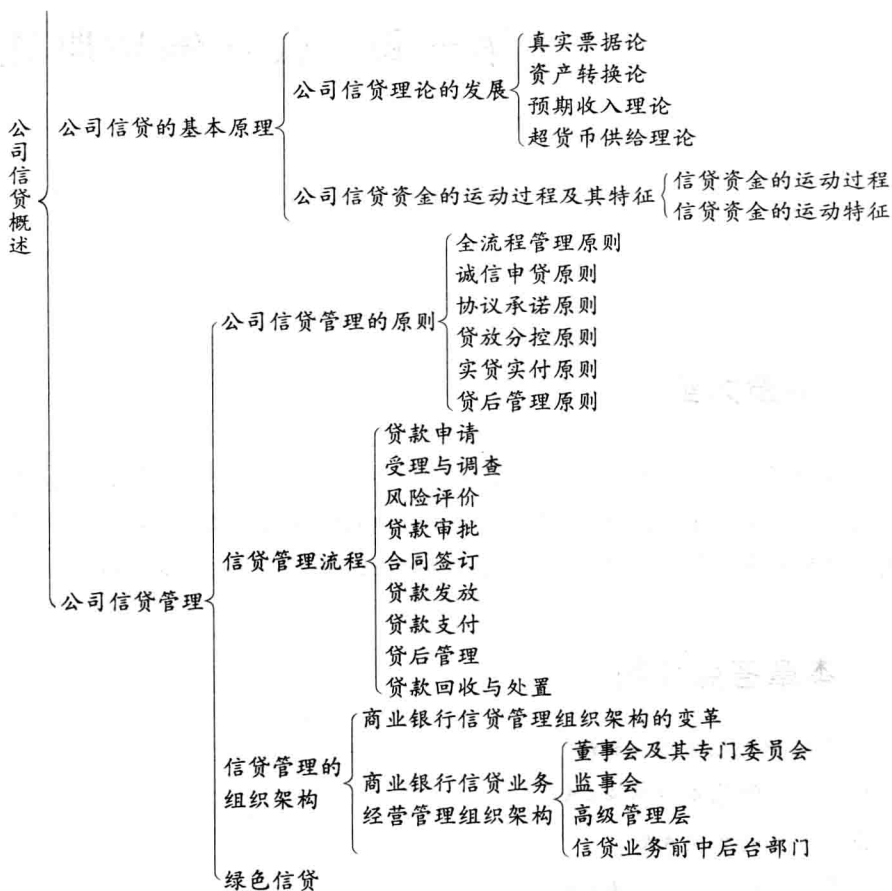 公司信贷概述
公司信贷的基本原理
公司信贷理论的发展
真实票据论
资产转换论
预期收入理论
超货币供给理论
公司信贷资金的运动过程及其特征
信贷资金的运动过程
信贷资金的运动特征
公司信贷管理
公司信贷管理的原则
全流程管理原则
诚信申贷原则
协议承诺原则
贷放分控原则
实贷实付原则
贷后管理原则
信贷管理流程
贷款申请
受理与调查
风险评价
贷款审批
合同签订
贷款发放
贷款支付
贷后管理
贷款回收与处置
信贷管理的
组织架构
商业银行信贷管理组织架构的变革
商业银行信贷业务
经营管理组织架构
董事会及其专门委员会
监事会
高级管理层
信贷业务前中后台部门
绿色信贷